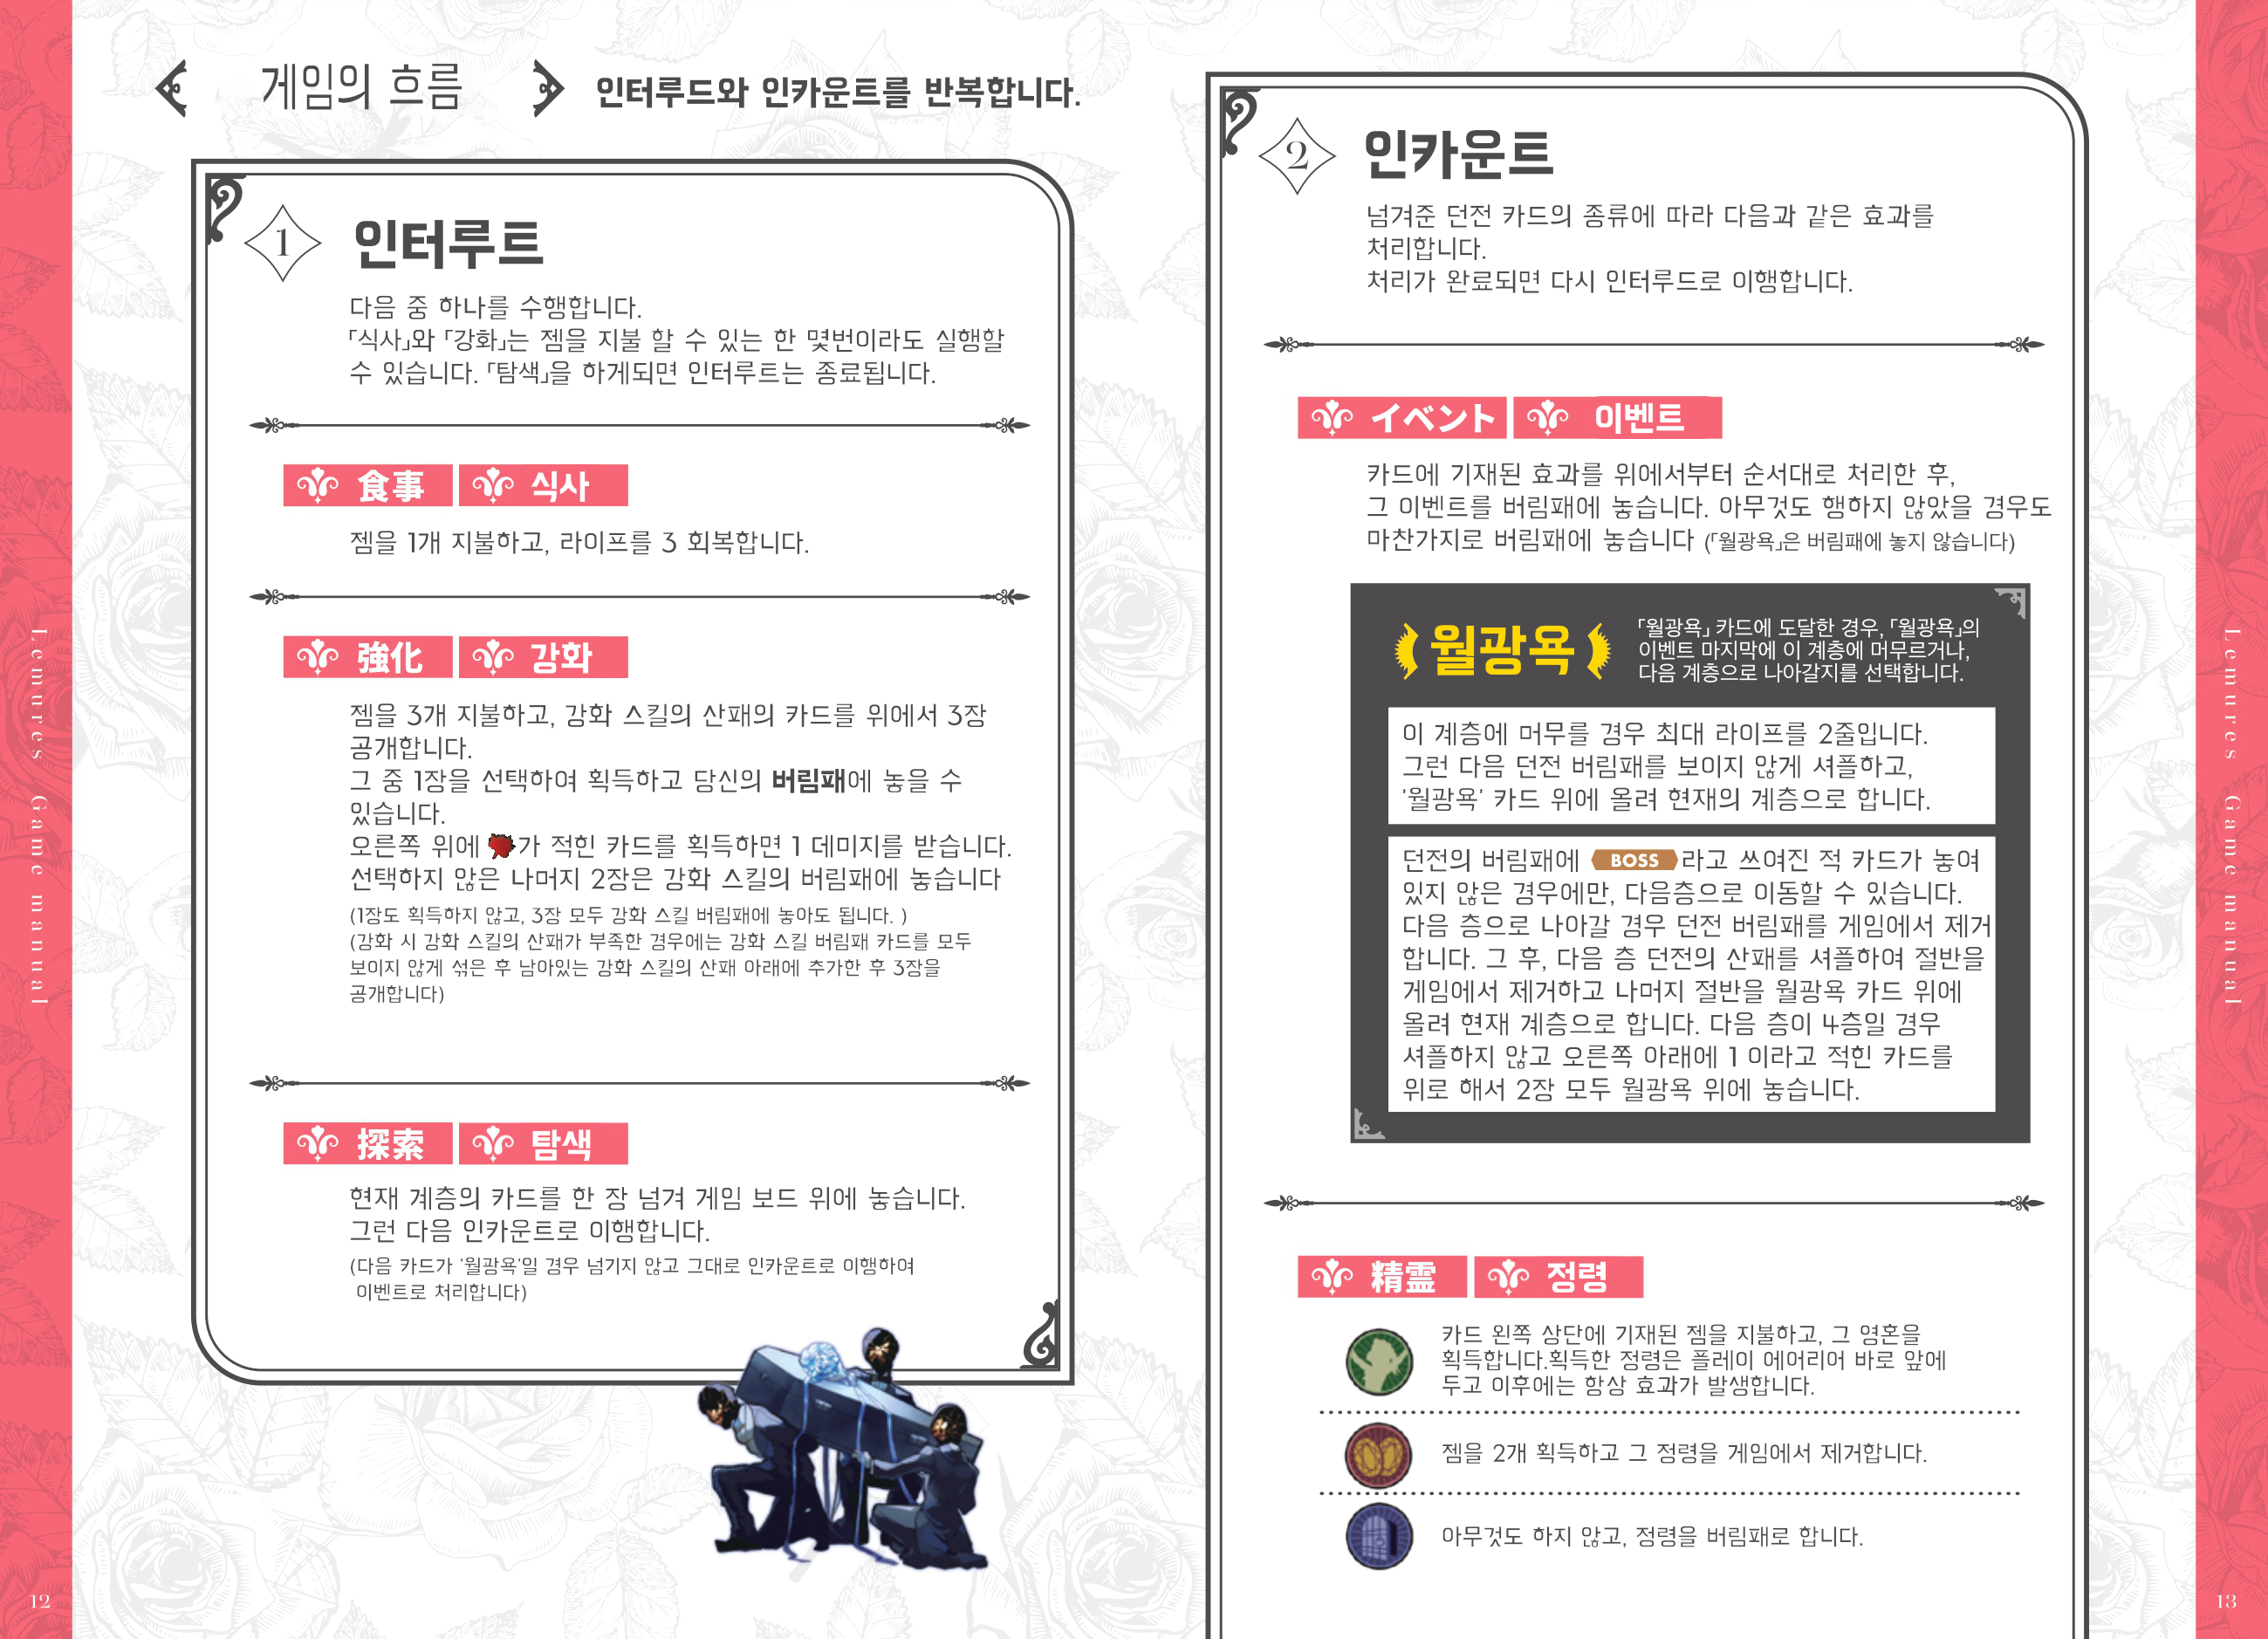 게임의 흐름
인터루드와 인카운트를 반복합니다.
1
인터루트
다음 중 하나를 수행합니다.
「식사」와 「강화」는 젬을 지불 할 수 있는 한 몇번이라도 실행할
수 있습니다. 「탐색」을 하게되면 인터루트는 종료됩니다.
食事 식사
젬을 1개 지불하고, 라이프를 3 회복합니다.
強化 강화
젬을 3개 지불하고, 강화 스킬의 산패의 카드를 위에서 3장
공개합니다.
그 중 1장을 선택하여 획득하고 당신의 버림패에 놓을 수
있습니다.
오른쪽 위에 가 적힌 카드를 획득하면 1 데미지를 받습니다.
선택하지 않은 나머지 2장은 강화 스킬의 버림패에 놓습니다
(1장도 획득하지 않고, 3장 모두 강화 스킬 버림패에 놓아도 됩니다. )
(강화 시 강화 스킬의 산패가 부족한 경우에는 강화 스킬 버림패 카드를 모두
보이지 않게 섞은 후 남아있는 강화 스킬의 산패 아래에 추가한 후 3장을
공개합니다)
探索 탐색
현재 계층의 카드를 한 장 넘겨 게임 보드 위에 놓습니다.
그런 다음 인카운트로 이행합니다.
(다음 카드가 '월광욕'일 경우 넘기지 않고 그대로 인카운트로 이행하여
이벤트로 처리합니다)
Lemures Game manual
12
2
인카운트
넘겨준 던전 카드의 종류에 따라 다음과 같은 효과를
처리합니다.
처리가 완료되면 다시 인터루드로 이행합니다.
イベント 이벤트
카드에 기재된 효과를 위에서부터 순서대로 처리한 후,
그 이벤트를 버림패에 놓습니다. 아무것도 행하지 않았을 경우도
마찬가지로 버림패에 놓습니다 (「월광욕」은 버림패에 놓지 않습니다)
월광욕
「월광욕」 카드에 도달한 경우, 「월광욕」의
이벤트 마지막에 이 계층에 머무르거나,
다음 계층으로 나아갈지를 선택합니다.
이 계층에 머무를 경우 최대 라이프를 2줄입니다.
그런 다음 던전 버림패를 보이지 않게 셔플하고,
'월광욕' 카드 위에 올려 현재의 계층으로 합니다.
던전의 버림패에 BOSS 라고 쓰여진 적 카드가 놓여
있지 않은 경우에만, 다음층으로 이동할 수 있습니다.
다음 층으로 나아갈 경우 던전 버림패를 게임에서 제거
합니다. 그 후, 다음 층 던전의 산패를 셔플하여 절반을
게임에서 제거하고 나머지 절반을 월광욕 카드 위에
올려 현재 계층으로 합니다. 다음 층이 4층일 경우
셔플하지 않고 오른쪽 아래에 1 이라고 적힌 카드를
위로 해서 2장 모두 월광욕 위에 놓습니다.
精霊 정령
카드 왼쪽 상단에 기재된 젬을 지불하고, 그 영혼을
획득합니다.획득한 정령은 플레이 에어리어 바로 앞에
두고 이후에는 항상 효과가 발생합니다.
젬을 2개 획득하고 그 정령을 게임에서 제거합니다.
아무것도 하지 않고, 정령을 버림패로 합니다.
Lemures Game manual
13